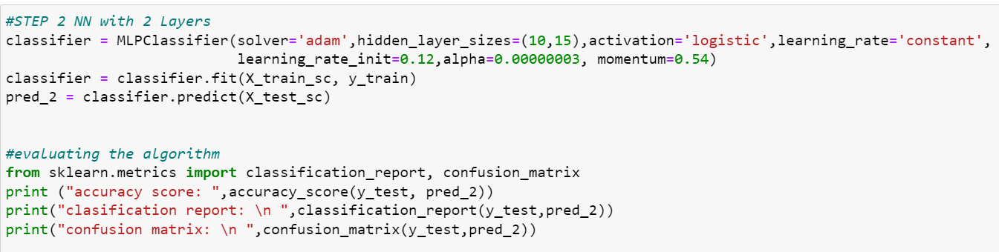 #STEP 2 NN with 2 Layers
classifier = MLPClassifier(solver='adam',hidden_layer_sizes=(10,15),activation='logistic',learning_rate='constant',
learning_rate_init=0.12,alpha=0.00000003, momentum=0.54)
classifier = classifier.fit(X_train_sc, y_train)
pred_2 = classifier.predict(X_test_sc)
#evaluating the algorithm
from sklearn.metrics import classification_report, confusion_matrix
print ("accuracy score: ",accuracy_score(y_test, pred_2))
print("clasification report: \n ",classification_report(y_test,pred_2))
print("confusion matrix: \n ",confusion_matrix(y_test,pred_2))